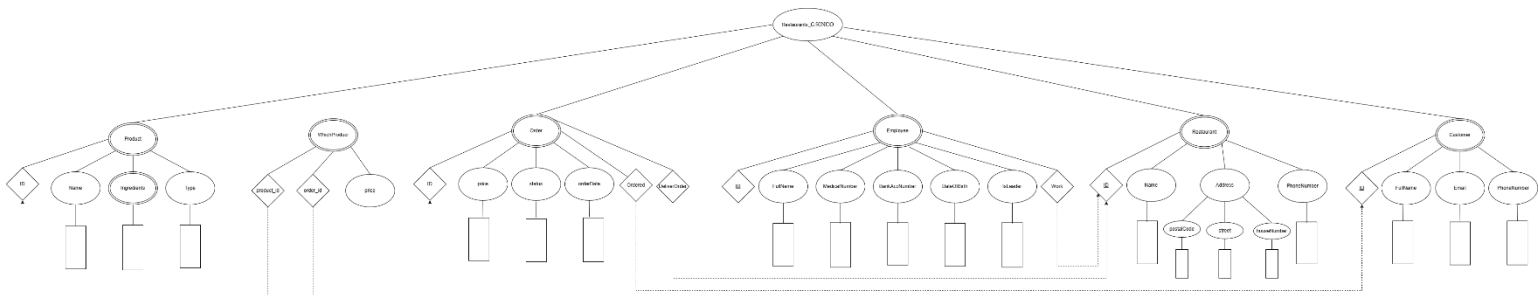 Product
WhichProduct
Order
Employee
Restaurant
Customer
ID
Name
Ingredients
Type
product_id
order_id
price
ID
price
status
orderDate
Ordered
DeliverOrder
ID
FullName
MedicalNumber
BankAccNumber
DateOfBirth
IsLeader
Work
ID
Name
Address
PhoneNumber
ID
FullName
Email
PhoneNumber
postalCode
street
houseNumber